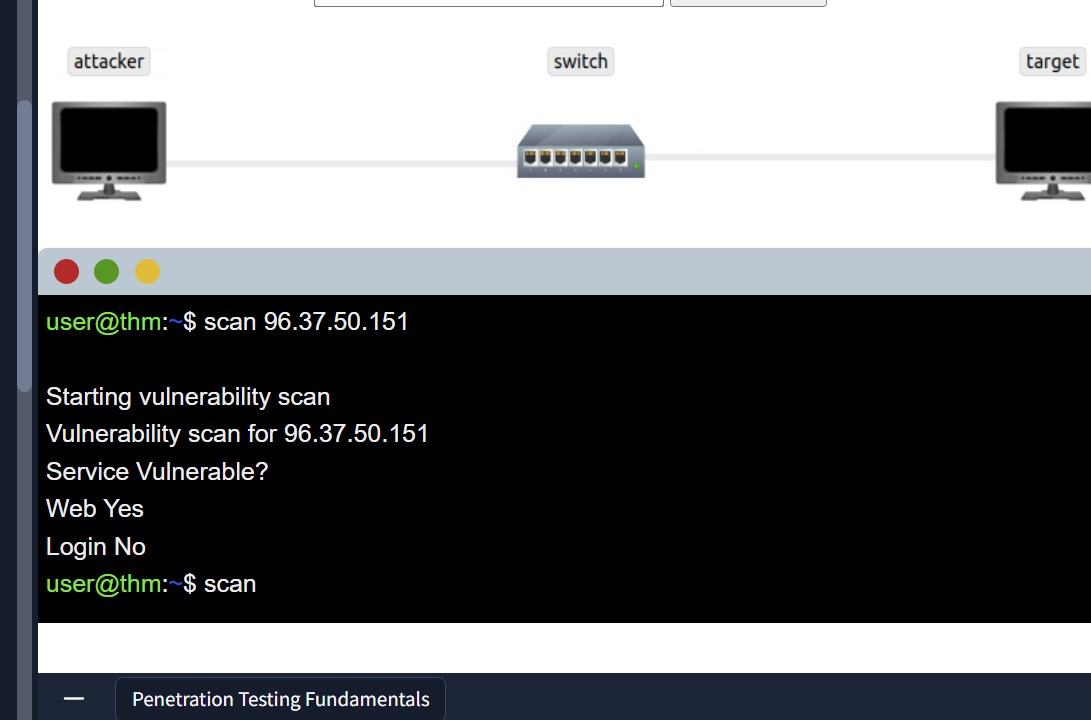 attacker
switch
target
user@thm:~$ scan 96.37.50.151
Starting vulnerability scan
Vulnerability scan for 96.37.50.151
Service Vulnerable?
Web Yes
Login No
user@thm:~$ scan
Penetration Testing Fundamentals